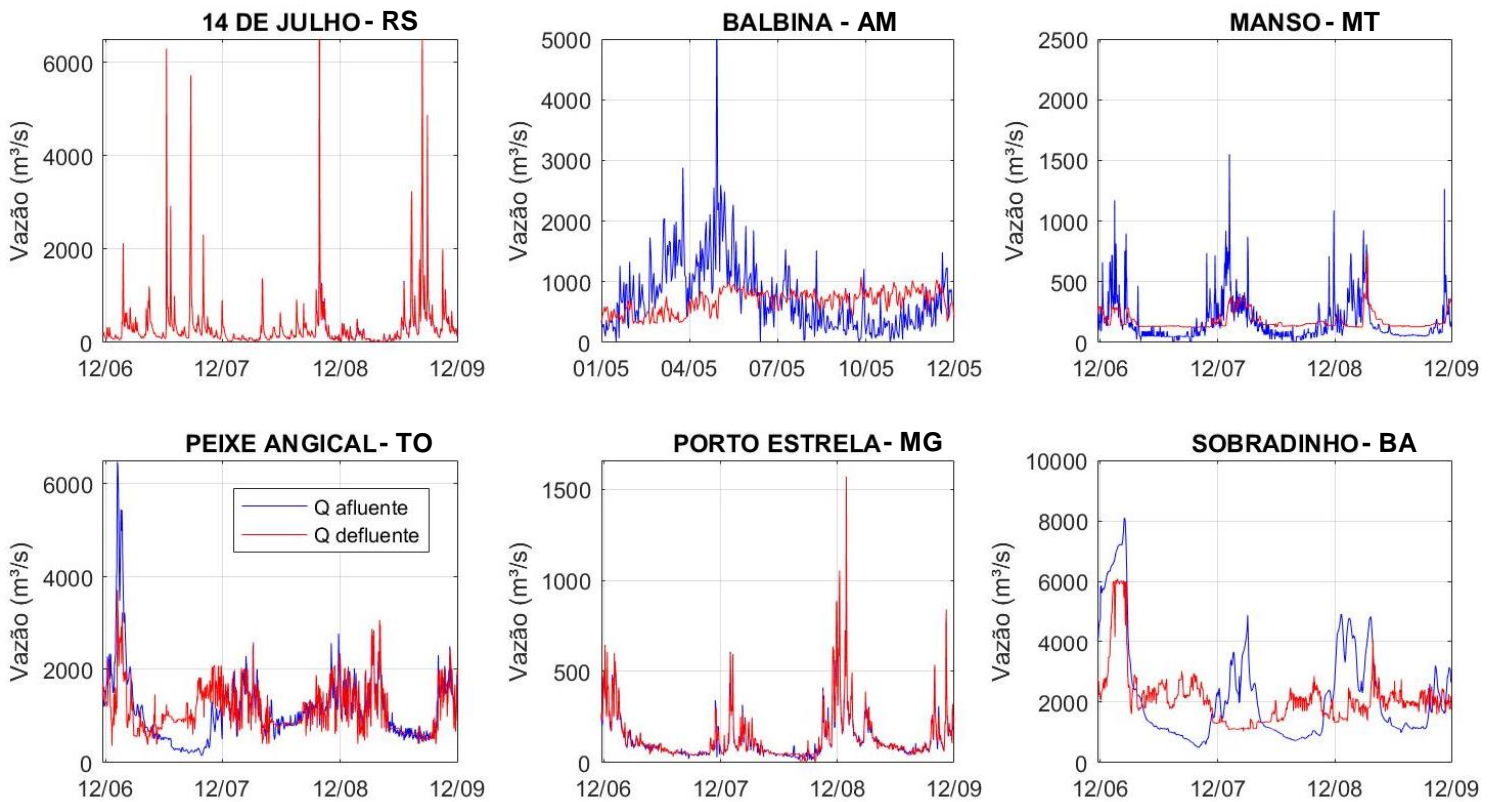 14 DE JULHO - RS
Vazão (m³/s)
6000
4000
2000
0
12/06 12/07 12/08 12/09
BALBINA - AM
Vazão (m³/s)
5000
4000
3000
2000
1000
0
01/05 04/05 07/05 10/05 12/05
MANSO - MT
Vazão (m³/s)
2500
2000
1500
1000
500
0
12/06 12/07 12/08 12/09
PEIXE ANGICAL - TO
Vazão (m³/s)
6000
4000
2000
0
Q afluente
Q defluente
12/06 12/07 12/08 12/09
PORTO ESTRELA - MG
Vazão (m³/s)
1500
1000
500
0
12/06 12/07 12/08 12/09
SOBRADINHO - BA
Vazão (m³/s)
10000
8000
6000
4000
2000
0
12/06 12/07 12/08 12/09